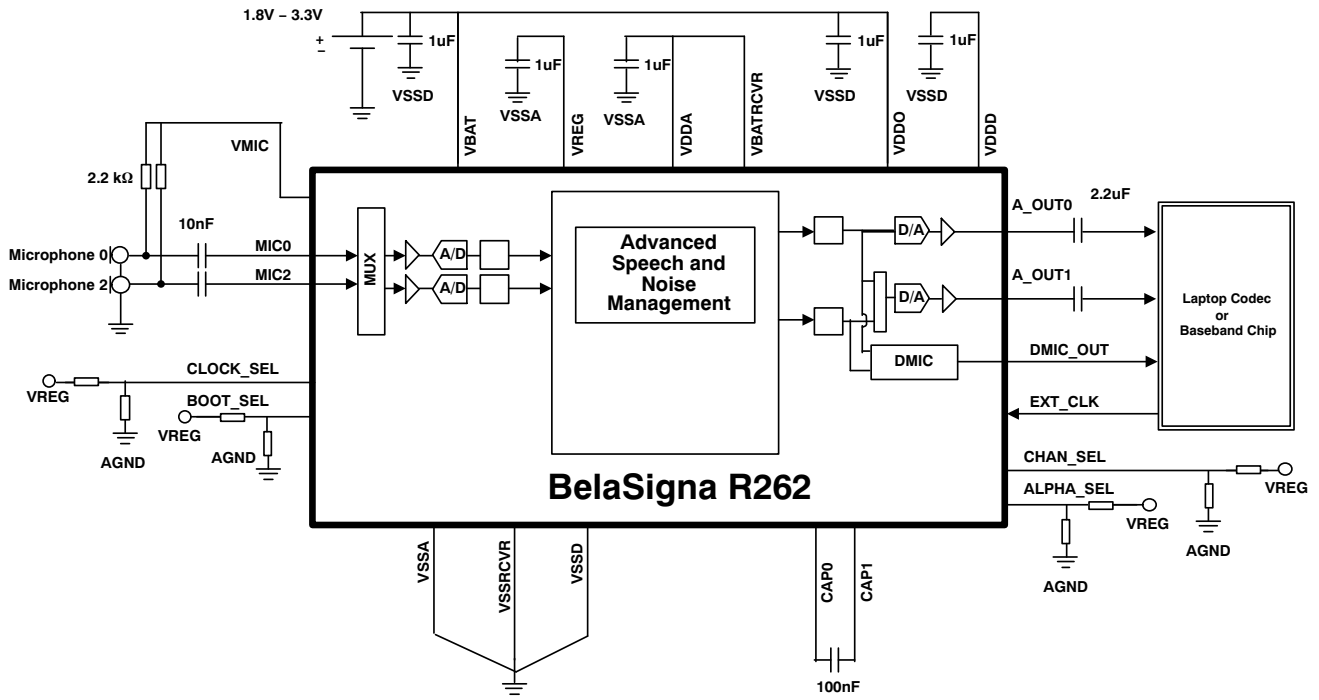 1.8V – 3.3V
+
–
1uF
VSSD
1uF
VSSA
1uF
VSSA
1uF
VSSD
1uF
VSSD
VBAT
VREG
VDDA
VBATRCVR
VDDO
VDDD
VMIC
2.2 kΩ
10nF
Microphone 0
MIC0
Microphone 2
MIC2
MUX
A/D
A/D
Advanced
Speech and
Noise
Management
D/A
D/A
DMIC
A_OUT0
2.2uF
A_OUT1
DMIC_OUT
EXT_CLK
Laptop Codec
or
Baseband Chip
CLOCK_SEL
VREG
AGND
BOOT_SEL
VREG
AGND
BelaSigna R262
CHAN_SEL
VREG
AGND
ALPHA_SEL
VREG
AGND
VSSA
VSSRCVR
VSSD
CAP0
CAP1
100nF